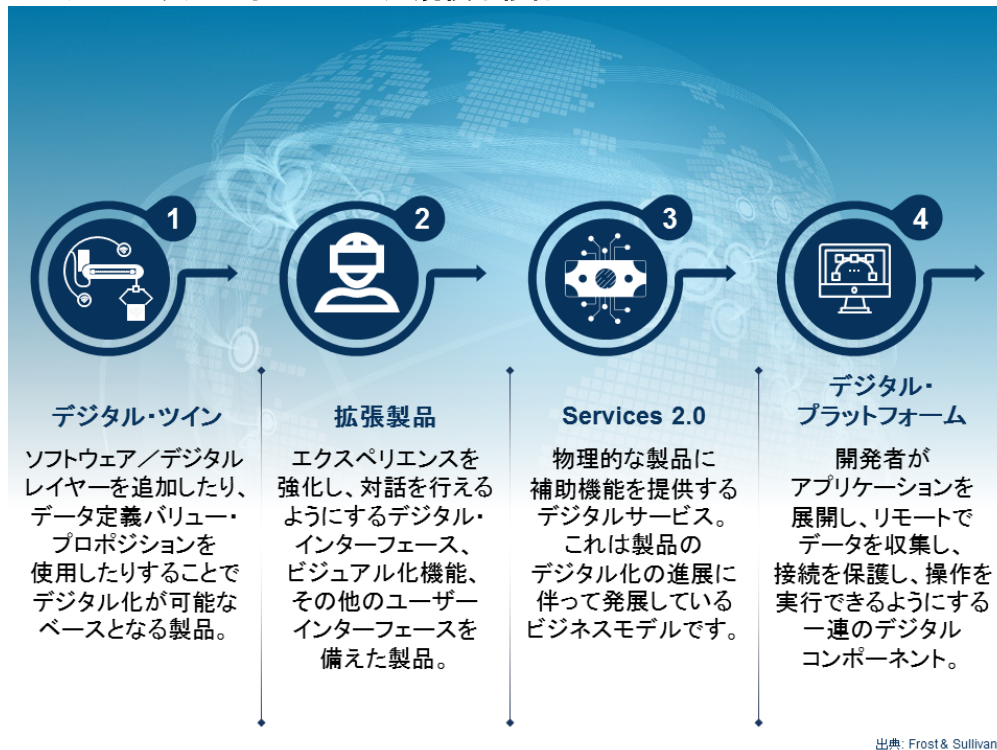 1
2
3
4
デジタル・ツイン
ソフトウェア／デジタル
レイヤーを追加したり、
データ定義バリュー・
プロポジションを
使用したりすることで
デジタル化が可能な
ベースとなる製品。
拡張製品
エクスペリエンスを
強化し、対話を行える
ようにするデジタル・
インターフェース、
ビジュアル化機能、
その他のユーザー
インターフェースを
備えた製品。
Services 2.0
物理的な製品に
補助機能を提供する
デジタルサービス。
これは製品の
デジタル化の進展に
伴って発展している
ビジネスモデルです。
デジタル・
プラットフォーム
開発者が
アプリケーションを
展開し、リモートで
データを収集し、
接続を保護し、操作を
実行できるようにする
一連のデジタル
コンポーネント。
出典: Frost & Sullivan